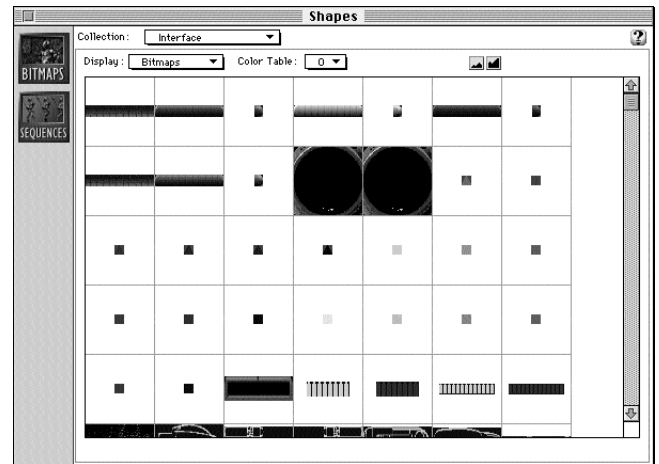 Shapes
Collection: Interface
?
BITMAPS
Display: Bitmaps Color Table: 0
SEQUENCES